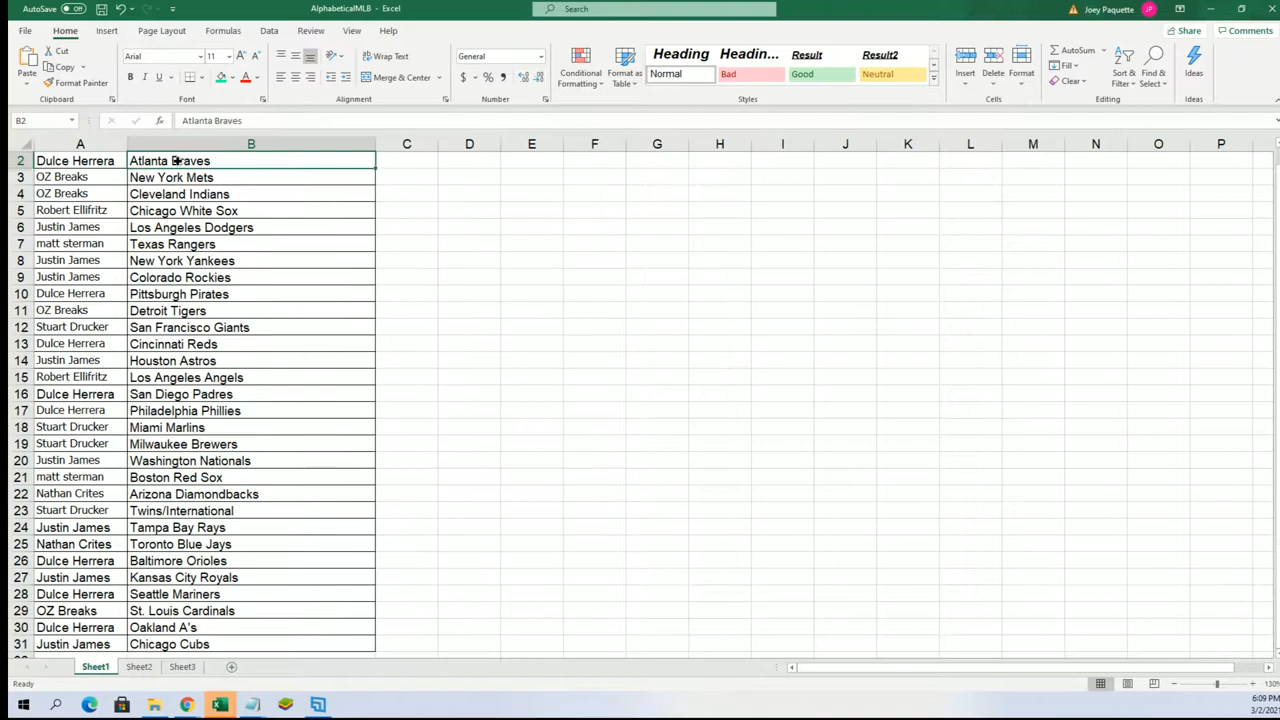 AutoSave Off AlphabeticalMLB - Excel Search Joey Paquette JP
File Home Insert Page Layout Formulas Data Review View Help Share Comments
Paste Cut Copy Format Painter Clipboard
Arial 11 B I U A Font
Wrap Text Merge & Center Alignment
General $ % Number
Conditional Formatting Format as Table
Heading Headin... Result Result2
Normal Bad Good Neutral
Styles
Insert Delete Format Cells
AutoSum Fill Clear Sort & Filter Find & Select Editing
Ideas Ideas
B2 fx Atlanta Braves
A B C D E F G H I J K L M N O P
2 Dulce Herrera Atlanta Braves
3 OZ Breaks New York Mets
4 OZ Breaks Cleveland Indians
5 Robert Ellifritz Chicago White Sox
6 Justin James Los Angeles Dodgers
7 matt sterman Texas Rangers
8 Justin James New York Yankees
9 Justin James Colorado Rockies
10 Dulce Herrera Pittsburgh Pirates
11 OZ Breaks Detroit Tigers
12 Stuart Drucker San Francisco Giants
13 Dulce Herrera Cincinnati Reds
14 Justin James Houston Astros
15 Robert Ellifritz Los Angeles Angels
16 Dulce Herrera San Diego Padres
17 Dulce Herrera Philadelphia Phillies
18 Stuart Drucker Miami Marlins
19 Stuart Drucker Milwaukee Brewers
20 Justin James Washington Nationals
21 matt sterman Boston Red Sox
22 Nathan Crites Arizona Diamondbacks
23 Stuart Drucker Twins/International
24 Justin James Tampa Bay Rays
25 Nathan Crites Toronto Blue Jays
26 Dulce Herrera Baltimore Orioles
27 Justin James Kansas City Royals
28 Dulce Herrera Seattle Mariners
29 OZ Breaks St. Louis Cardinals
30 Dulce Herrera Oakland A's
31 Justin James Chicago Cubs
Sheet1 Sheet2 Sheet3
Ready 130%
6:09 PM
3/2/2021